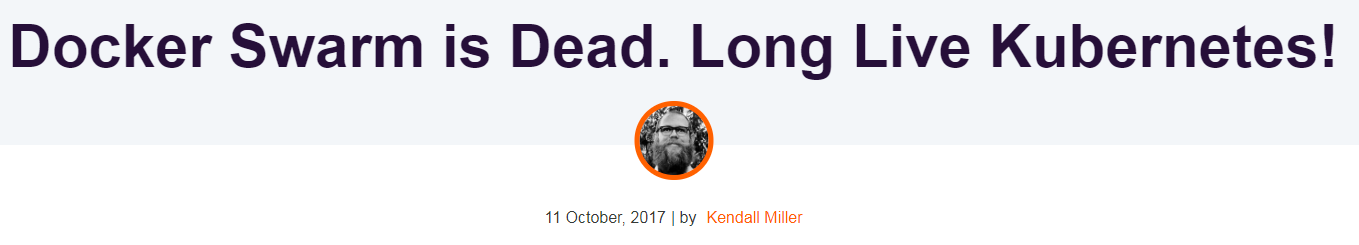 Docker Swarm is Dead. Long Live Kubernetes!
11 October, 2017 | by Kendall Miller